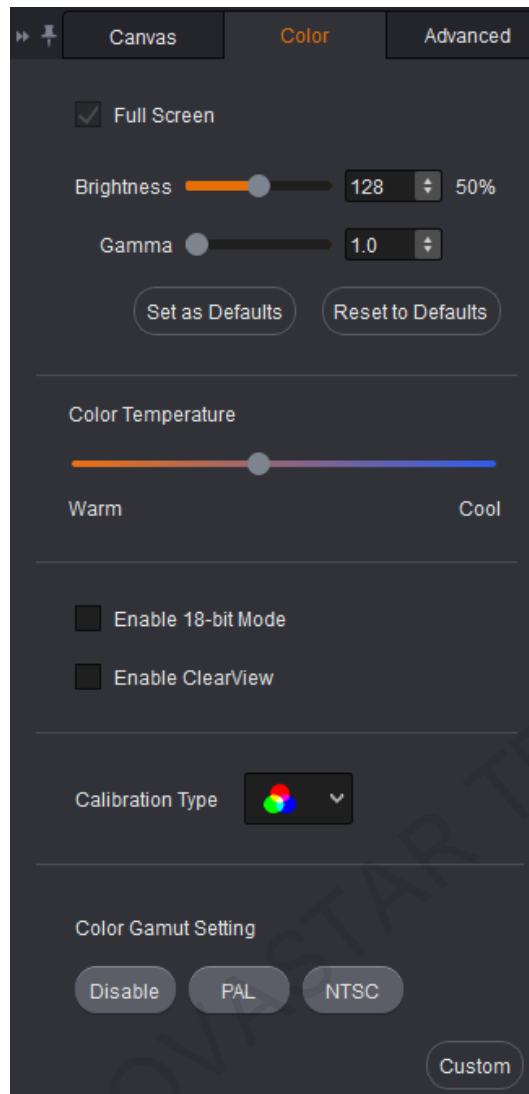 Canvas Color Advanced
Full Screen
Brightness 128 50%
Gamma 1.0
Set as Defaults Reset to Defaults
Color Temperature
Warm Cool
Enable 18-bit Mode
Enable ClearView
Calibration Type
Color Gamut Setting
Disable PAL NTSC
Custom